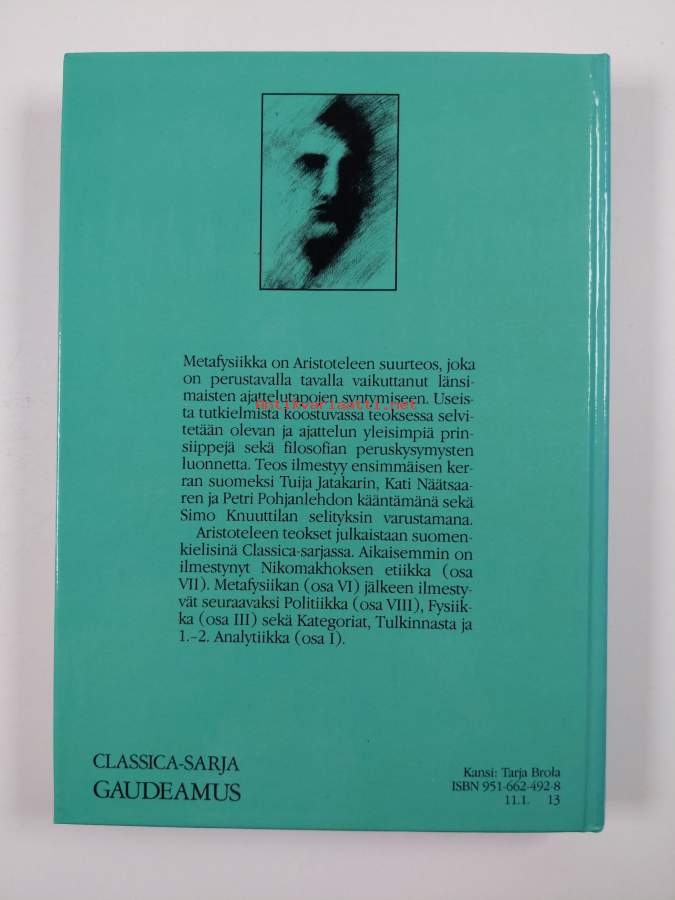 Metafysiikka on Aristoteleen suurteos, joka
on perustavalla tavalla vaikuttanut länsi-
maisten ajattelutapojen syntymiseen. Useis-
Antikvariaatti.net
ta tutkielmista koostuvassa teoksessa selvi-
tetään olevan ja ajattelun yleisimpiä prin-
siippejä sekä filosofian peruskysymysten
luonnetta. Teos ilmestyy ensimmäisen ker-
ran suomeksi Tuija Jatakarin, Kati Näätsaa-
ren ja Petri Pohjanlehdon kääntämänä sekä
Simo Knuuttilan selityksin varustamana.
Aristoteleen teokset julkaistaan suomen-
kielisinä Classica-sarjassa. Aikaisemmin on
ilmestynyt Nikomakhoksen etiikka (osa
VII). Metafysiikan (osa VI) jälkeen ilmesty-
vät seuraavaksi Politiikka (osa VIII), Fysiik-
ka (osa III) sekä Kategoriat, Tulkinnasta ja
1.–2. Analytiikka (osa I).
CLASSICA-SARJA
GAUDEAMUS
Kansi: Tarja Brola
ISBN 951-662-492-8
11.1. 13